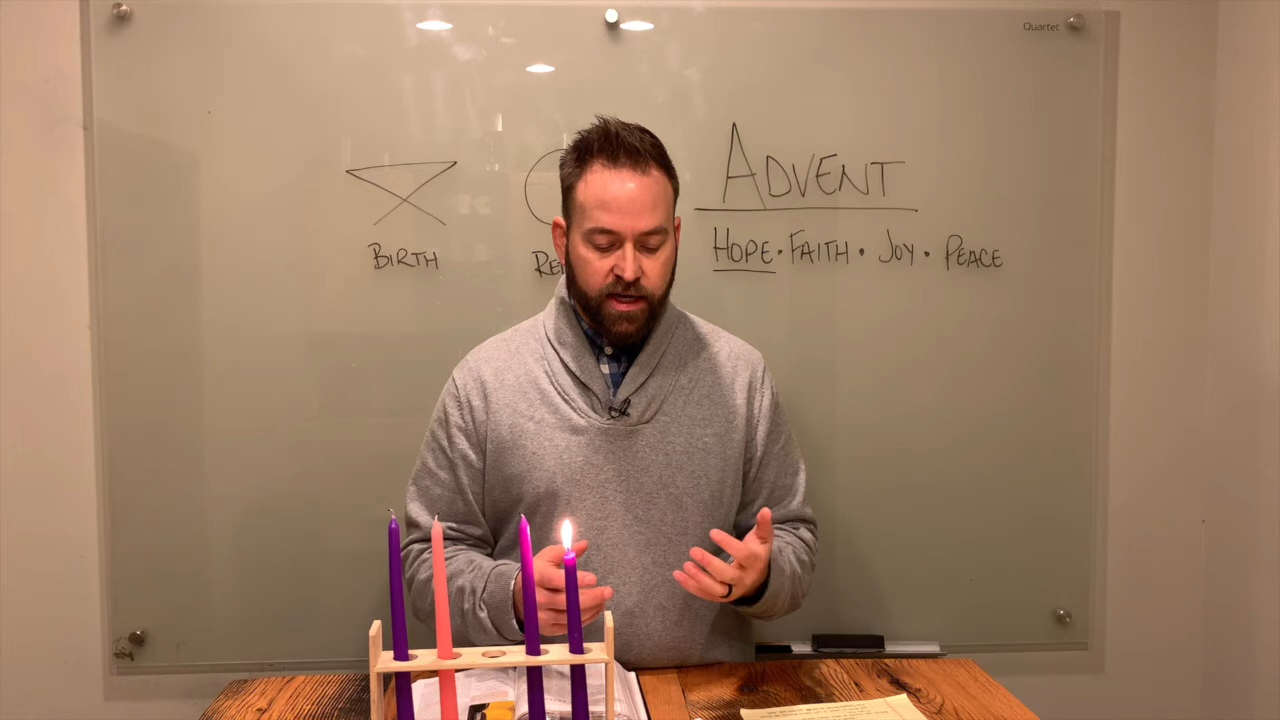 Quartet
ADVENT
BIRTH
HOPE • FAITH • JOY • PEACE